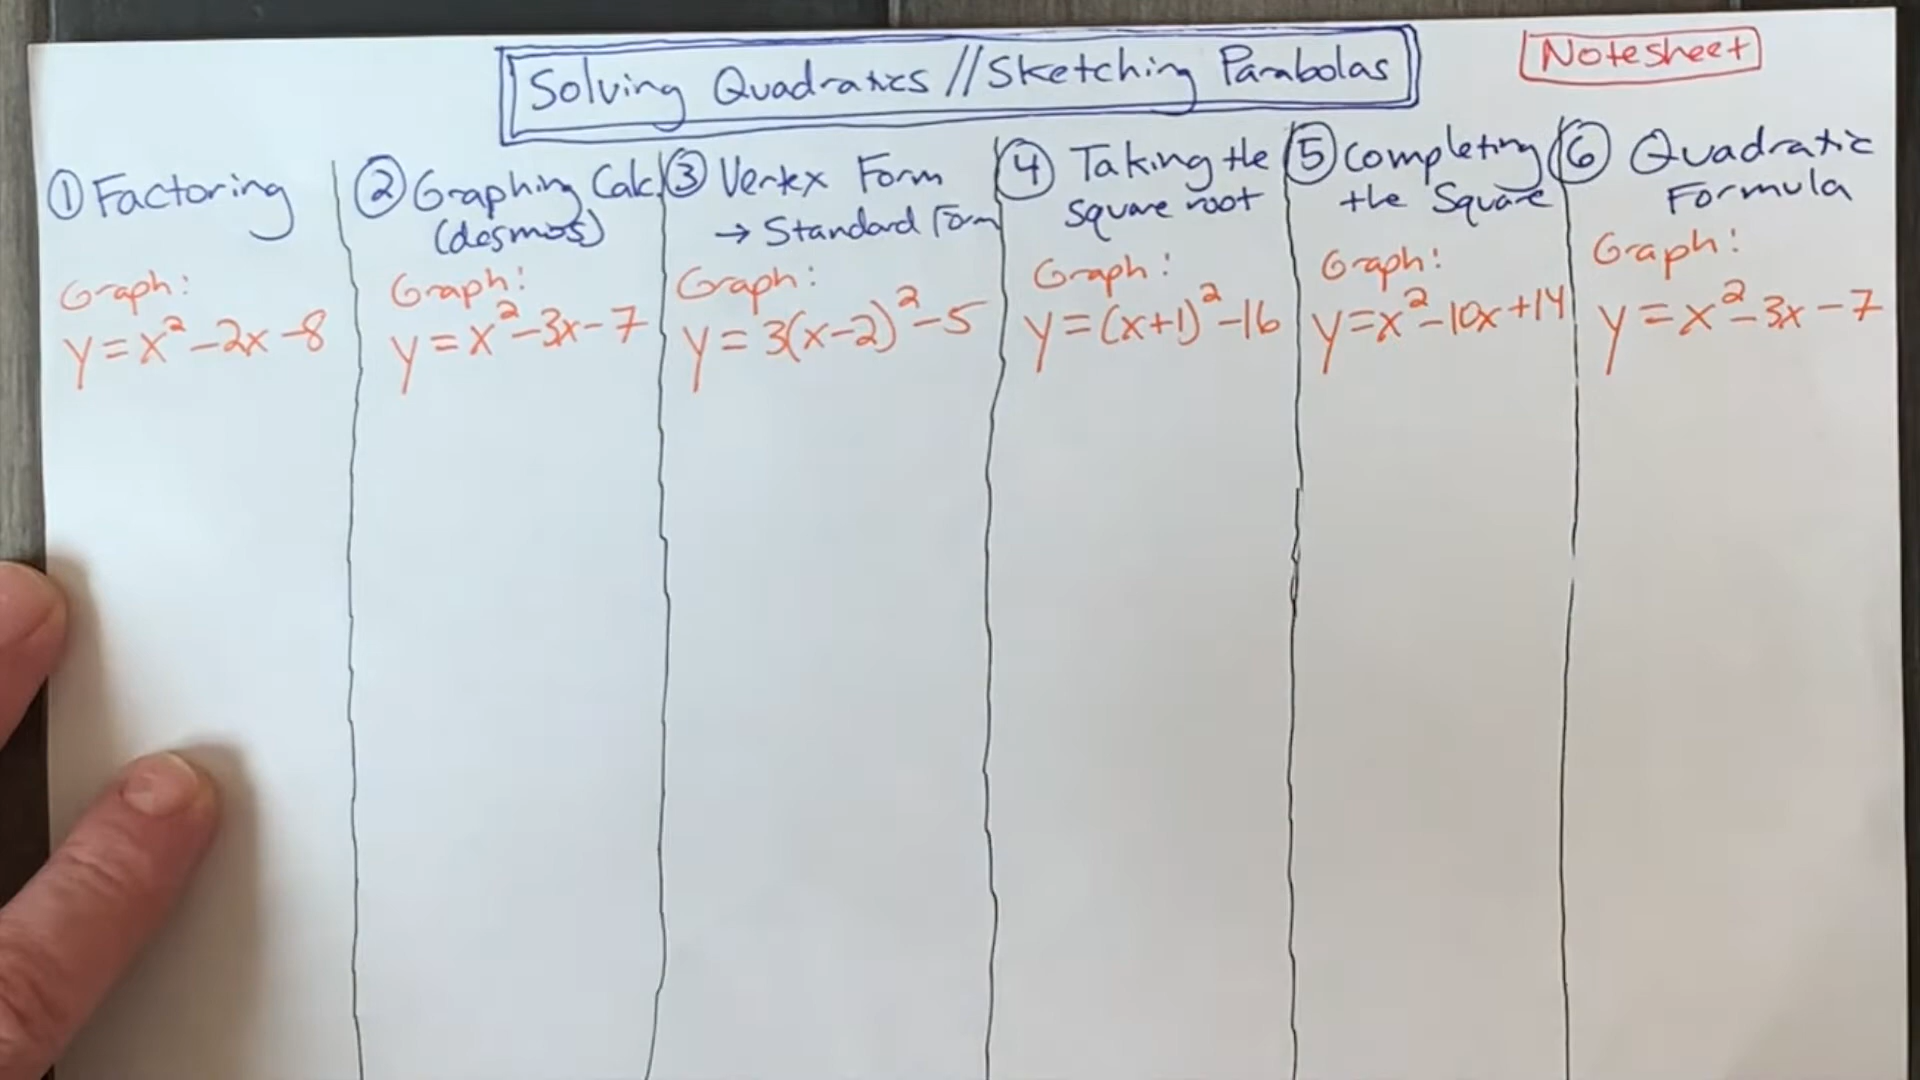 Solving Quadratics // Sketching Parabolas
Notesheet
① Factoring
Graph:
y = x² - 2x - 8
② Graphing Calc
(desmos)
Graph:
y = x² - 3x - 7
③ Vertex Form
→ Standard Form
Graph:
y = 3(x-2)² - 5
④ Taking the
square root
Graph:
y = (x+1)² - 16
⑤ Completing
the Square
Graph:
y = x² - 10x + 14
⑥ Quadratic
Formula
Graph:
y = x² - 3x - 7